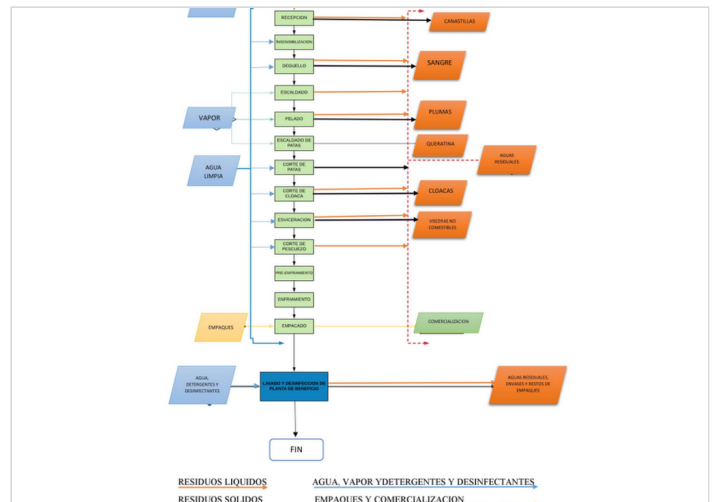 RECEPCION
CANASTILLAS
INSENSIBILIZACION
DEGUELLO
SANGRE
ESCALDADO
VAPOR
PELADO
PLUMAS
ESCALDADO DE
PATAS
QUERATINA
AGUAS
RESIDUALES
AGUA
LIMPIA
CORTE DE
PATAS
CORTE DE
CLOACA
CLOACAS
ESVICERACION
VISCERAS NO
COMESTIBLES
CORTE DE
PESCUEZO
PRE-ENFRIAMIENTO
ENFRIAMIENTO
EMPAQUES
EMPACADO
COMERCIALIZACION
AGUA,
DETERGENTES Y
DESINFECTANTES
LAVADO Y DESINFECCION DE
PLANTA DE BENEFICIO
AGUAS RESIDUALES,
ENVASES Y RESTOS DE
EMPAQUES
FIN
RESIDUOS LIQUIDOS
AGUA, VAPOR YDETERGENTES Y DESINFECTANTES
RESIDUOS SOLIDOS
EMPAQUES Y COMERCIALIZACION